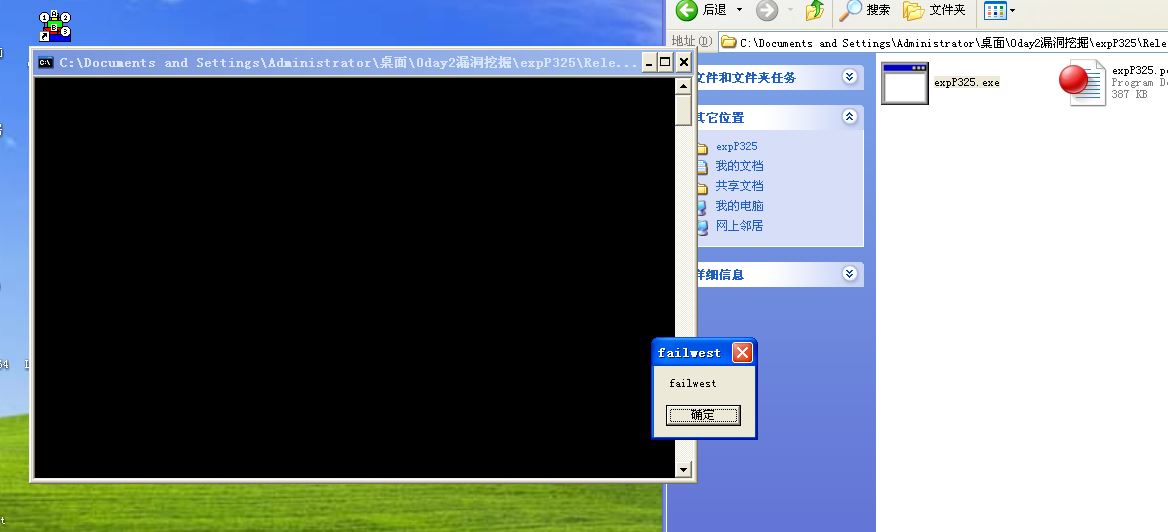 后退
搜索
文件夹
地址(D)
C:\Documents and Settings\Administrator\桌面\0day2漏洞挖掘\expP325\Rele
C:\Documents and Settings\Administrator\桌面\0day2漏洞挖掘\expP325\Rele...
文件和文件夹任务
其它位置
expP325
我的文档
共享文档
我的电脑
网上邻居
详细信息
expP325.exe
expP325.p
Program D
387 KB
failwest
failwest
确定